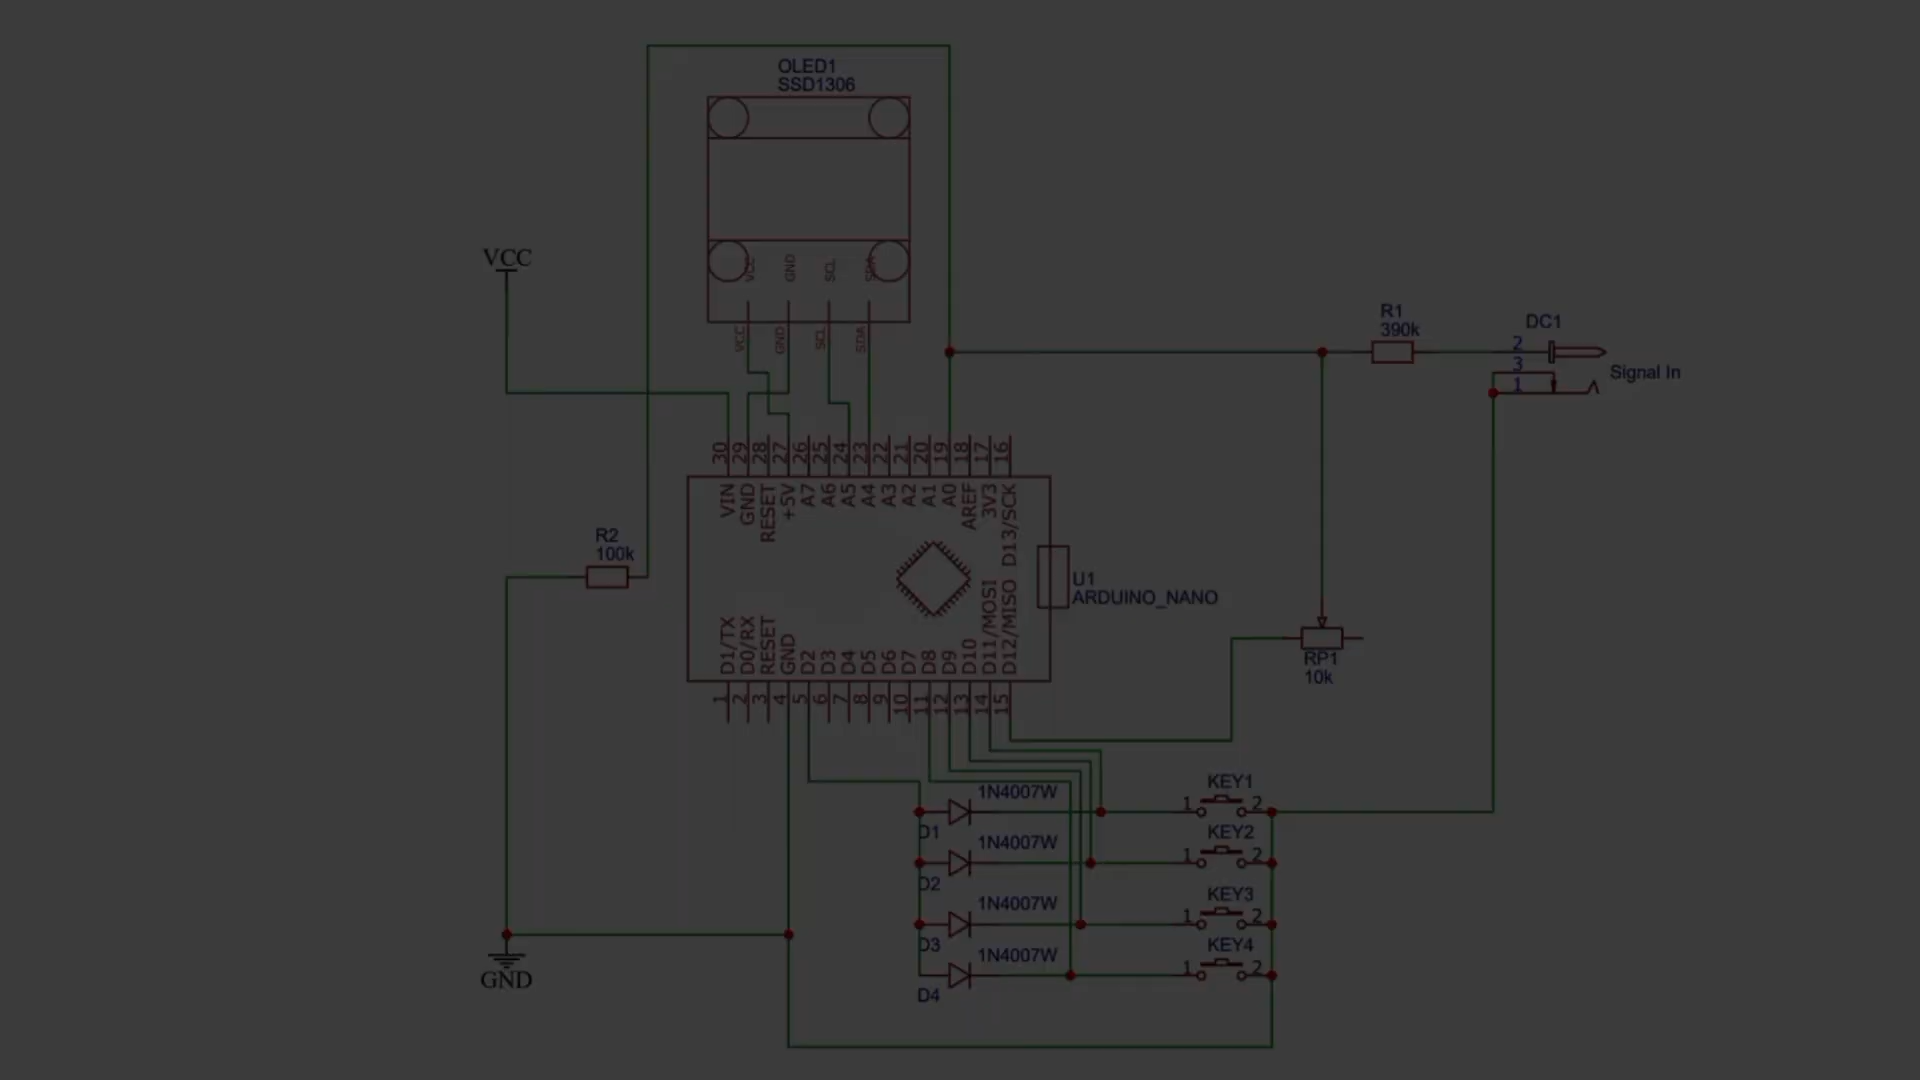 OLED1
SSD1306
VCC
GND
SCL
SDA
VCC
GND
SCL
SDA
VCC
R1
390k
DC1
2
3
1
Signal In
30
29
28
27
26
25
24
23
22
21
20
19
18
17
16
VIN
GND
RESET
+5V
A7
A6
A5
A4
A3
A2
A1
A0
AREF
3V3
D13/SCK
R2
100k
U1
ARDUINO_NANO
D1/TX
D0/RX
RESET
GND
D2
D3
D4
D5
D6
D7
D8
D9
D10
D11/MOSI
D12/MISO
1
2
3
4
5
6
7
8
9
10
11
12
13
14
15
RP1
10k
1N4007W
D1
KEY1
1 2
1N4007W
D2
KEY2
1 2
1N4007W
D3
KEY3
1 2
1N4007W
D4
KEY4
1 2
GND